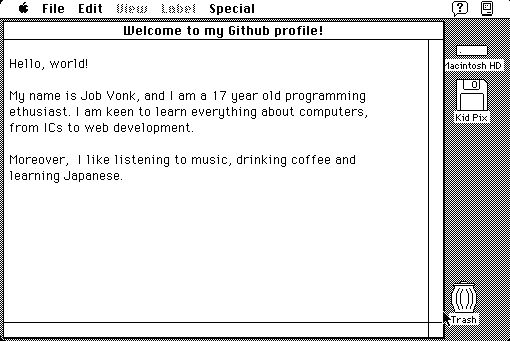 File Edit View Label Special
Welcome to my Github profile!
Hello, world!
My name is Job Vonk, and I am a 17 year old programming
ethusiast. I am keen to learn everything about computers,
from ICs to web development.
Moreover, I like listening to music, drinking coffee and
learning Japanese.
Macintosh HD
Kid Pix
Trash